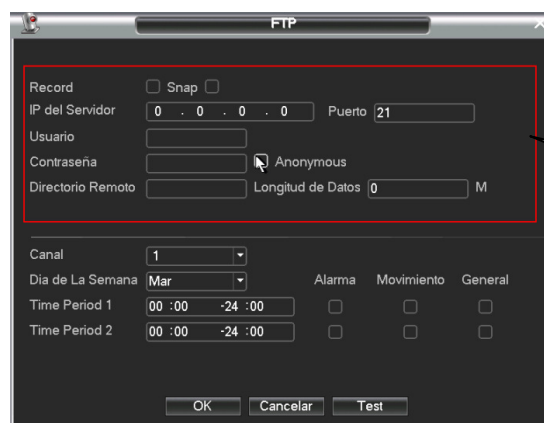 FTP
Record Snap
IP del Servidor 0 . 0 . 0 . 0 Puerto 21
Usuario
Contraseña Anonymous
Directorio Remoto Longitud de Datos 0 M
Canal 1
Dia de La Semana Mar Alarma Movimiento General
Time Period 1 00 :00 -24 :00
Time Period 2 00 :00 -24 :00
OK Cancelar Test